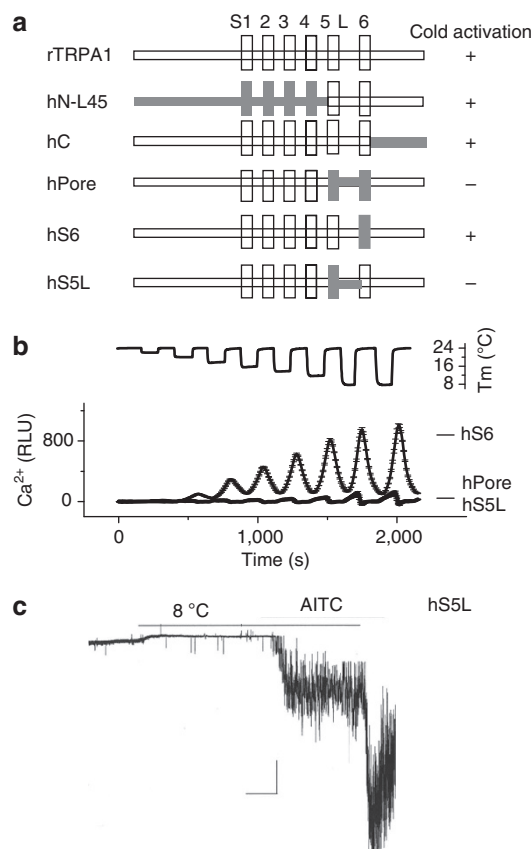 a
S1 2 3 4 5 L 6
Cold activation
rTRPA1 +
hN-L45 +
hC +
hPore –
hS6 +
hS5L –
b
24
16
8
Tm (°C)
Ca2+ (RLU)
800
0
hS6
hPore
hS5L
0 1,000 2,000
Time (s)
c
8 °C AITC hS5L